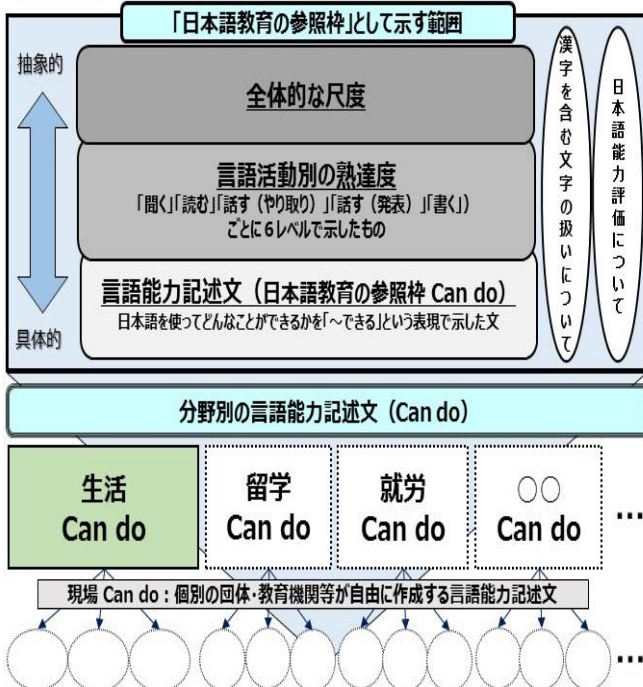 「日本語教育の参照枠」として示す範囲
抽象的
具体的
全体的な尺度
言語活動別の熟達度
「聞く」「読む」「話す（やり取り）」「話す（発表）」「書く」）
ごとに６レベルで示したもの
言語能力記述文（日本語教育の参照枠 Can do）
日本語を使ってどんなことができるかを「～できる」という表現で示した文
漢字を含む文字の扱いについて
日本語能力評価について
分野別の言語能力記述文（Can do）
生活
Can do
留学
Can do
就労
Can do
○○
Can do
…
現場 Can do：個別の団体･教育機関等が自由に作成する言語能力記述文
…